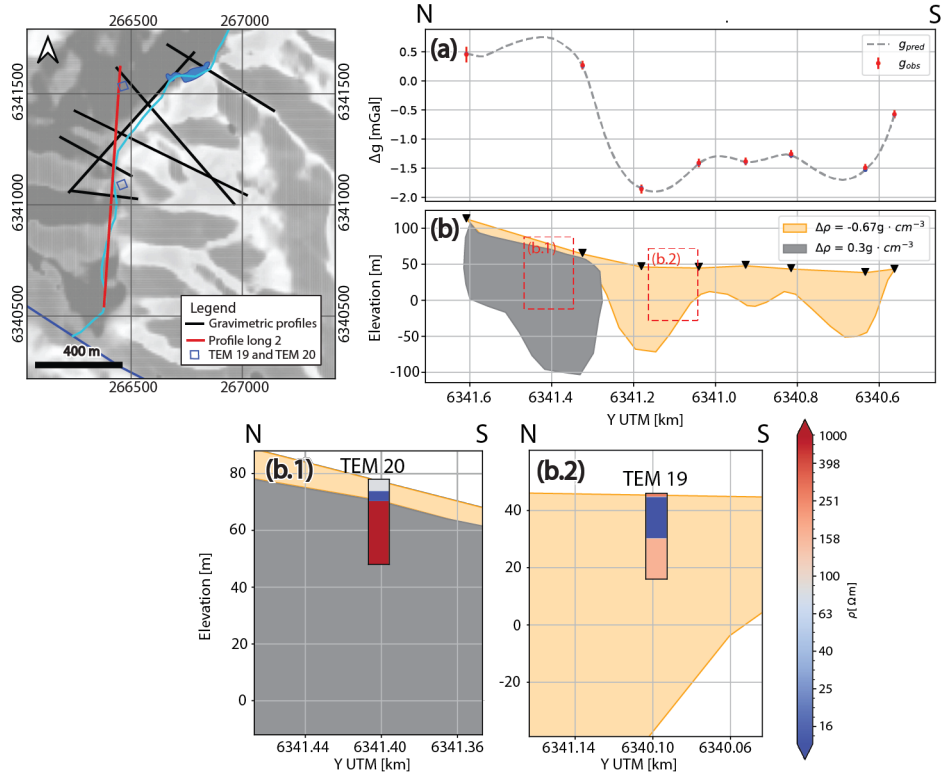 266500 267000
6341500
6341000
6340500
6341500
6341000
6340500
Legend
Gravimetric profiles
Profile long 2
TEM 19 and TEM 20
400 m
266500 267000
N S
(a)
g_pred
g_obs
Δg [mGal]
0.5
0.0
−0.5
−1.0
−1.5
−2.0
(b)
Δρ = -0.67g · cm⁻³
Δρ = 0.3g · cm⁻³
(b.1)
(b.2)
Elevation [m]
100
50
0
-50
-100
6341.6 6341.4 6341.2 6341.0 6340.8 6340.6
Y UTM [km]
N S
(b.1)
TEM 20
Elevation [m]
80
60
40
20
0
6341.44 6341.40 6341.36
Y UTM [km]
N S
(b.2)
TEM 19
40
20
0
-20
6341.14 6340.10 6340.06
Y UTM [km]
1000
398
251
158
100
63
40
25
16
ρ[Ωm]